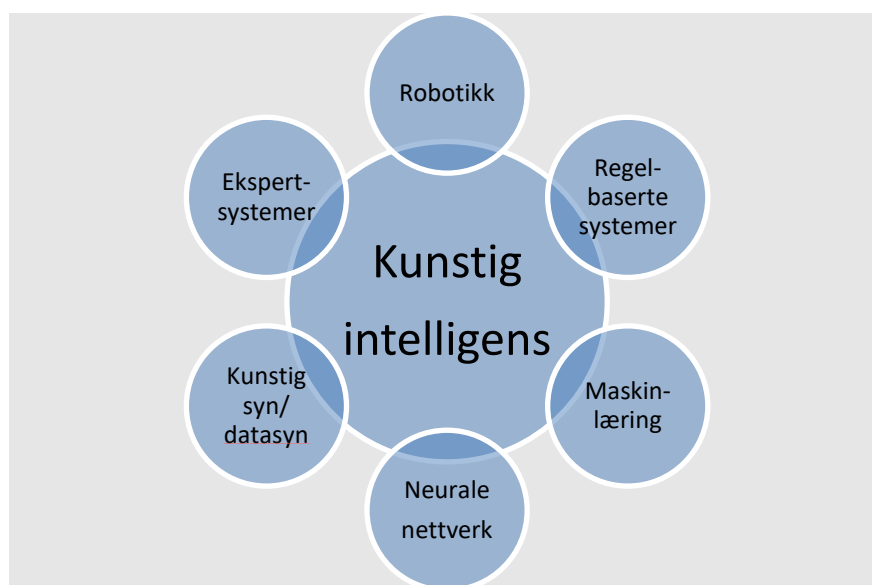 Robotikk
Ekspert-
systemer
Regel-
baserte
systemer
Kunstig
intelligens
Kunstig
syn/
datasyn
Maskin-
læring
Neurale
nettverk